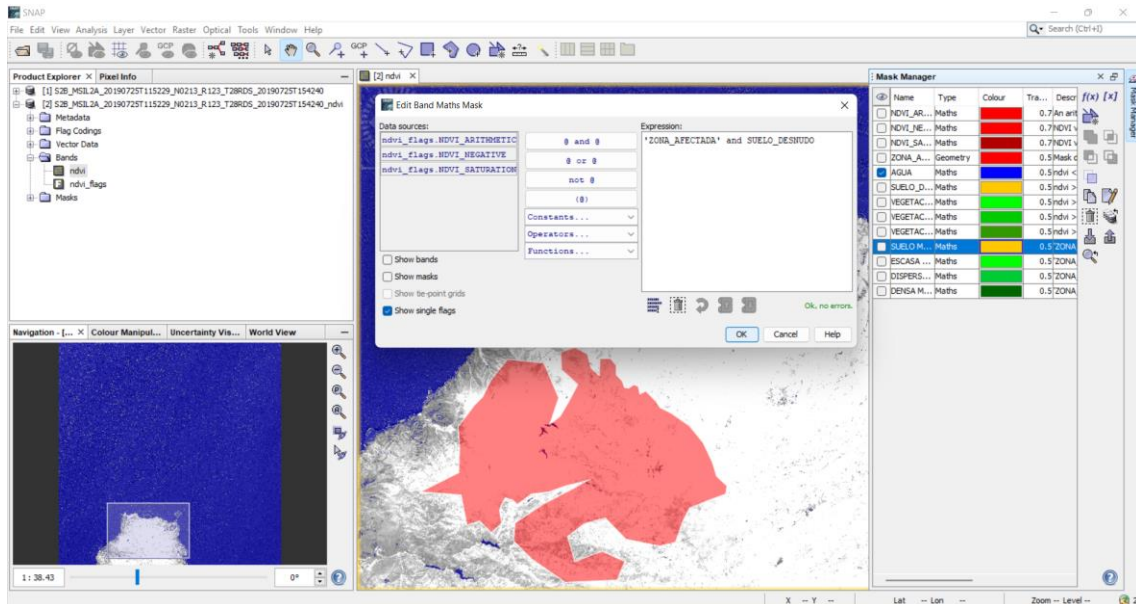 SNAP
File Edit View Analysis Layer Vector Raster Optical Tools Window Help
Search (Ctrl+I)
Product Explorer × Pixel Info
[1] S2B_MSIL2A_20190725T115229_N0213_R123_T28RDS_20190725T154240
[2] S2B_MSIL2A_20190725T115229_N0213_R123_T28RDS_20190725T154240_ndvi
Metadata
Flag Codings
Vector Data
Bands
ndvi
ndvi_flags
Masks
Navigation - [... × Colour Manipul... Uncertainty Vis... World View
1: 38.43
0°
[2] ndvi ×
Edit Band Maths Mask
Data sources:
ndvi_flags.NDVI_ARITHMETIC
ndvi_flags.NDVI_NEGATIVE
ndvi_flags.NDVI_SATURATION
@ and @
@ or @
not @
(@)
Constants...
Operators...
Functions...
Show bands
Show masks
Show tie-point grids
Show single flags
Expression:
'ZONA_AFECTADA' and SUELO_DESNUDO
Ok, no errors.
OK Cancel Help
Mask Manager
Name Type Colour Tra... Descr
NDVI_AR... Maths 0.7 An arit
NDVI_NE... Maths 0.7 NDVI v
NDVI_SA... Maths 0.7 NDVI v
ZONA_A... Geometry 0.5 Mask c
AGUA Maths 0.5 ndvi <
SUELO_D... Maths 0.5 ndvi >
VEGETAC... Maths 0.5 ndvi >
VEGETAC... Maths 0.5 ndvi >
VEGETAC... Maths 0.5 ndvi >
SUELO M... Maths 0.5 'ZONA_
ESCASA ... Maths 0.5 'ZONA_
DISPERS... Maths 0.5 'ZONA_
DENSA M... Maths 0.5 'ZONA_
f(x) [x]
Mask Manager
X -- Y -- Lat -- Lon -- Zoom -- Level --